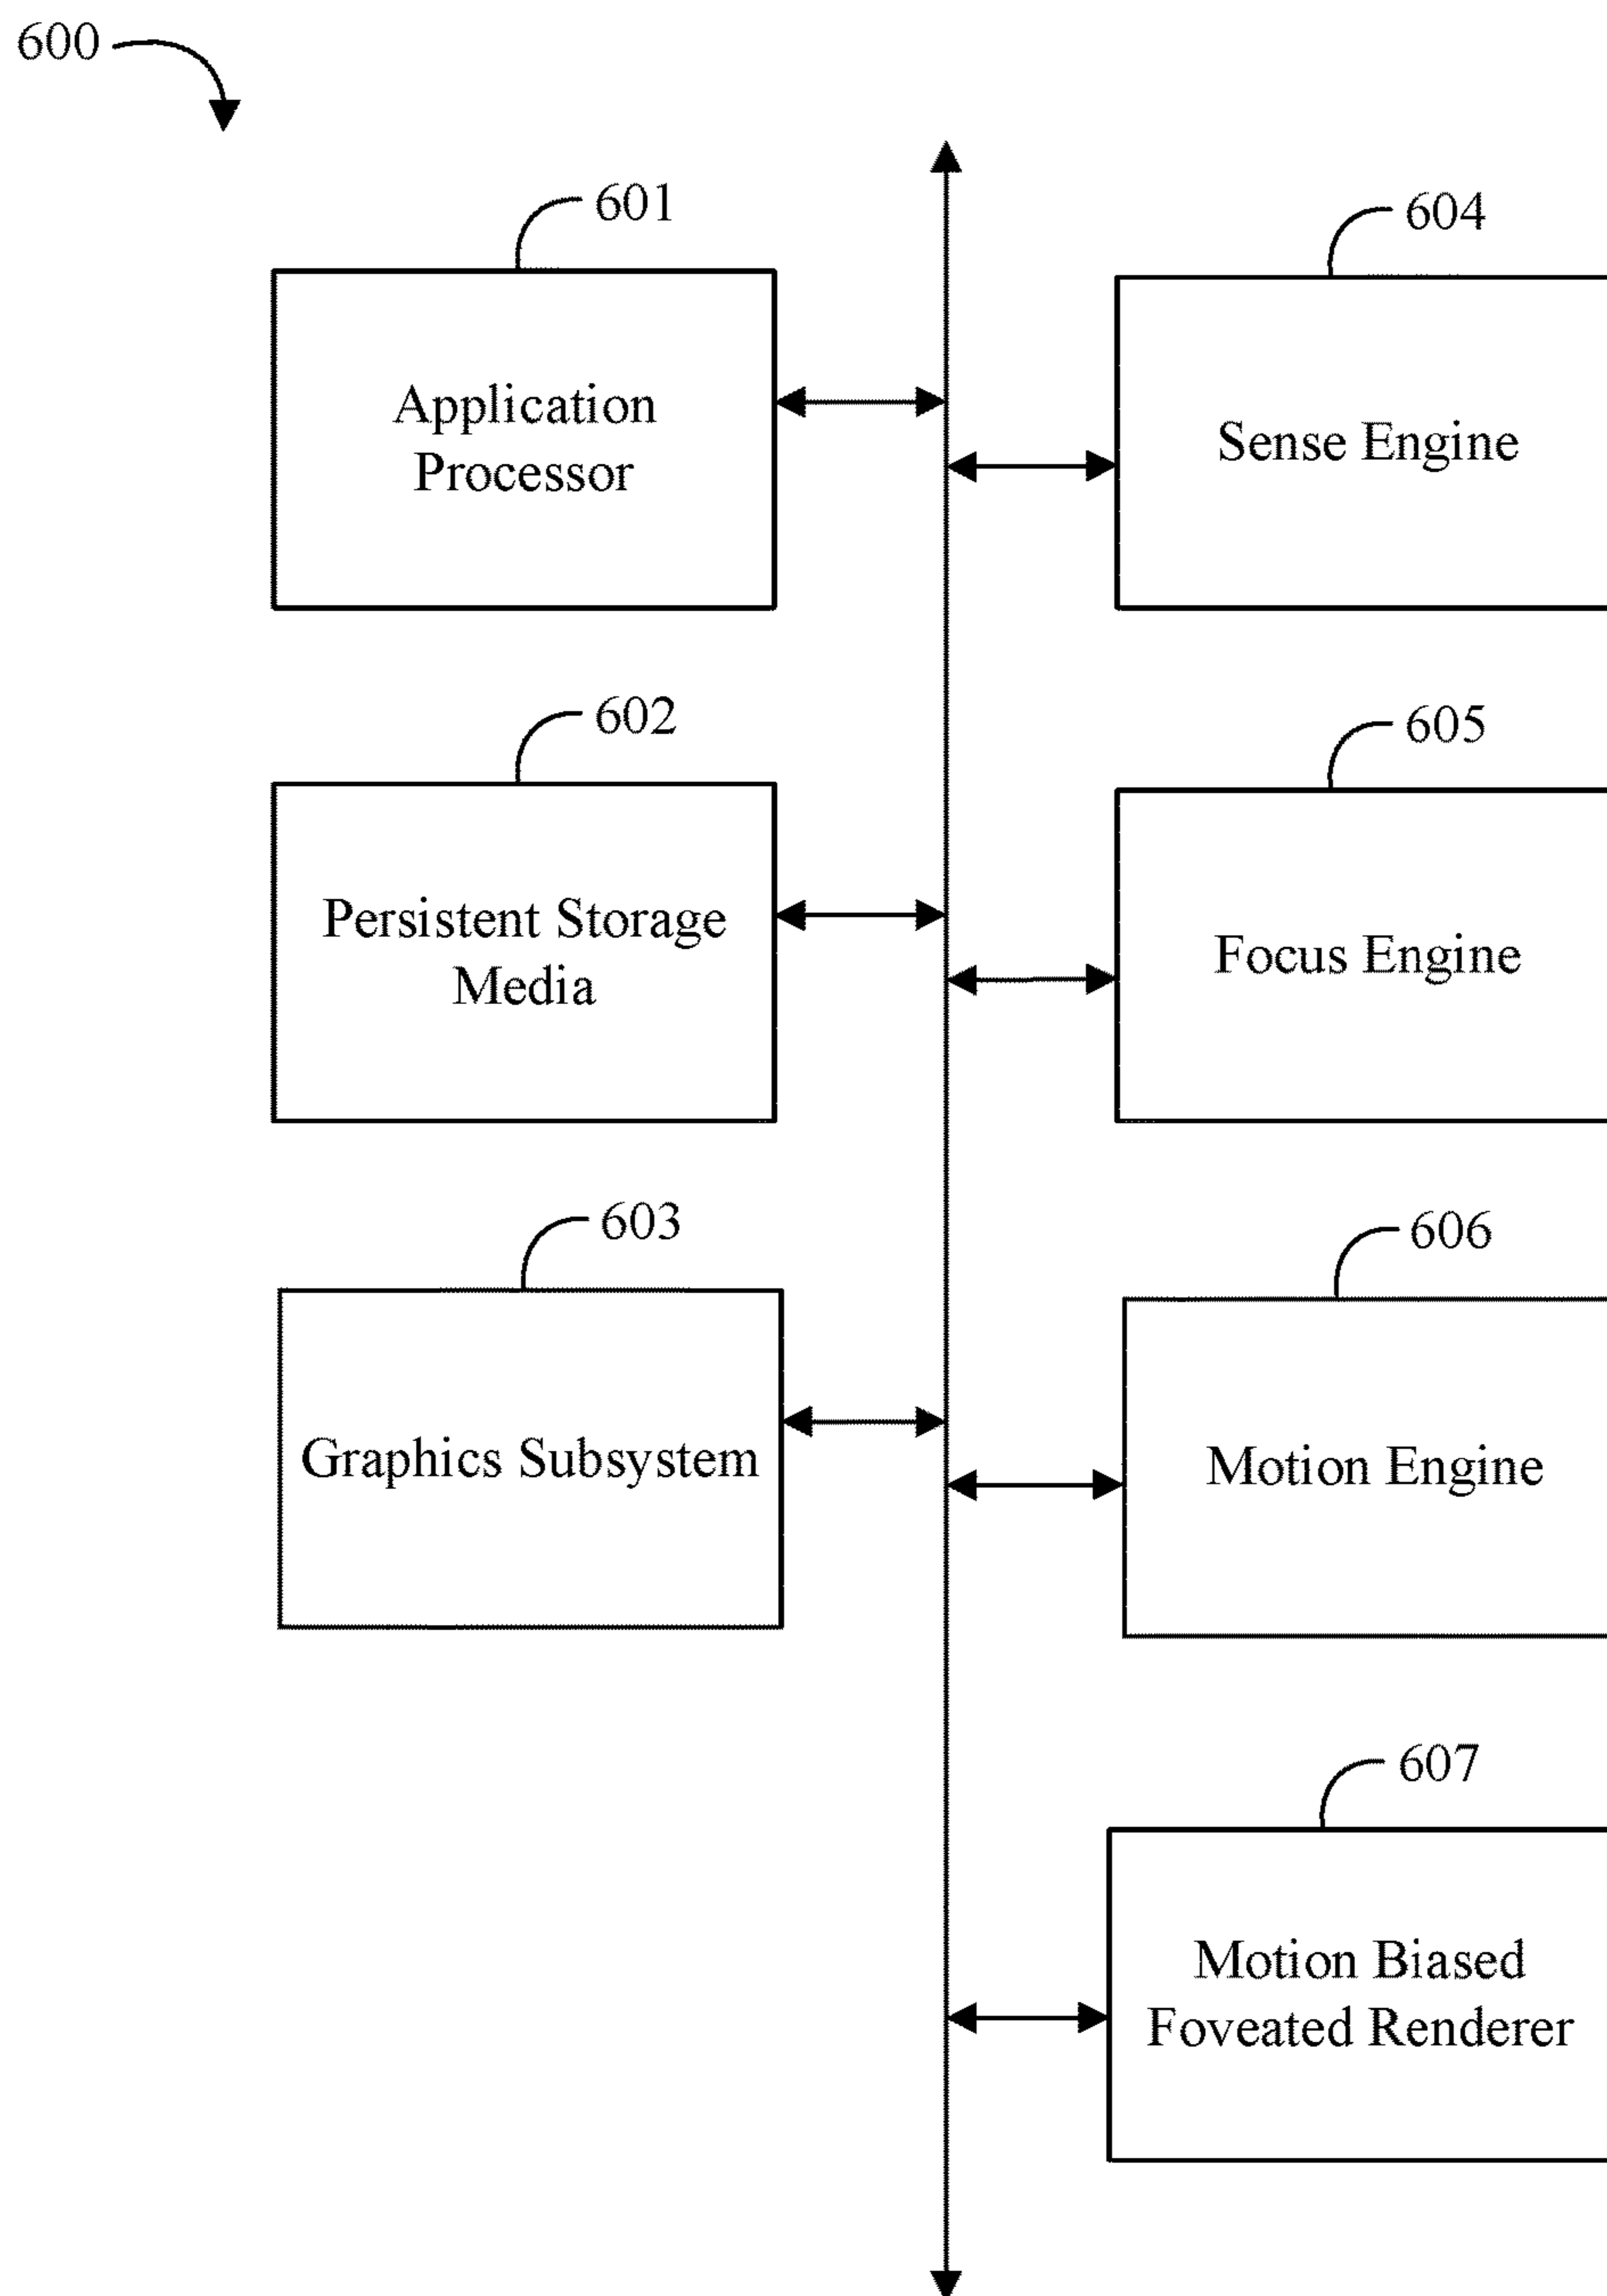 600
601
Application
Processor
602
Persistent Storage
Media
603
Graphics Subsystem
604
Sense Engine
605
Focus Engine
606
Motion Engine
607
Motion Biased
Foveated Renderer